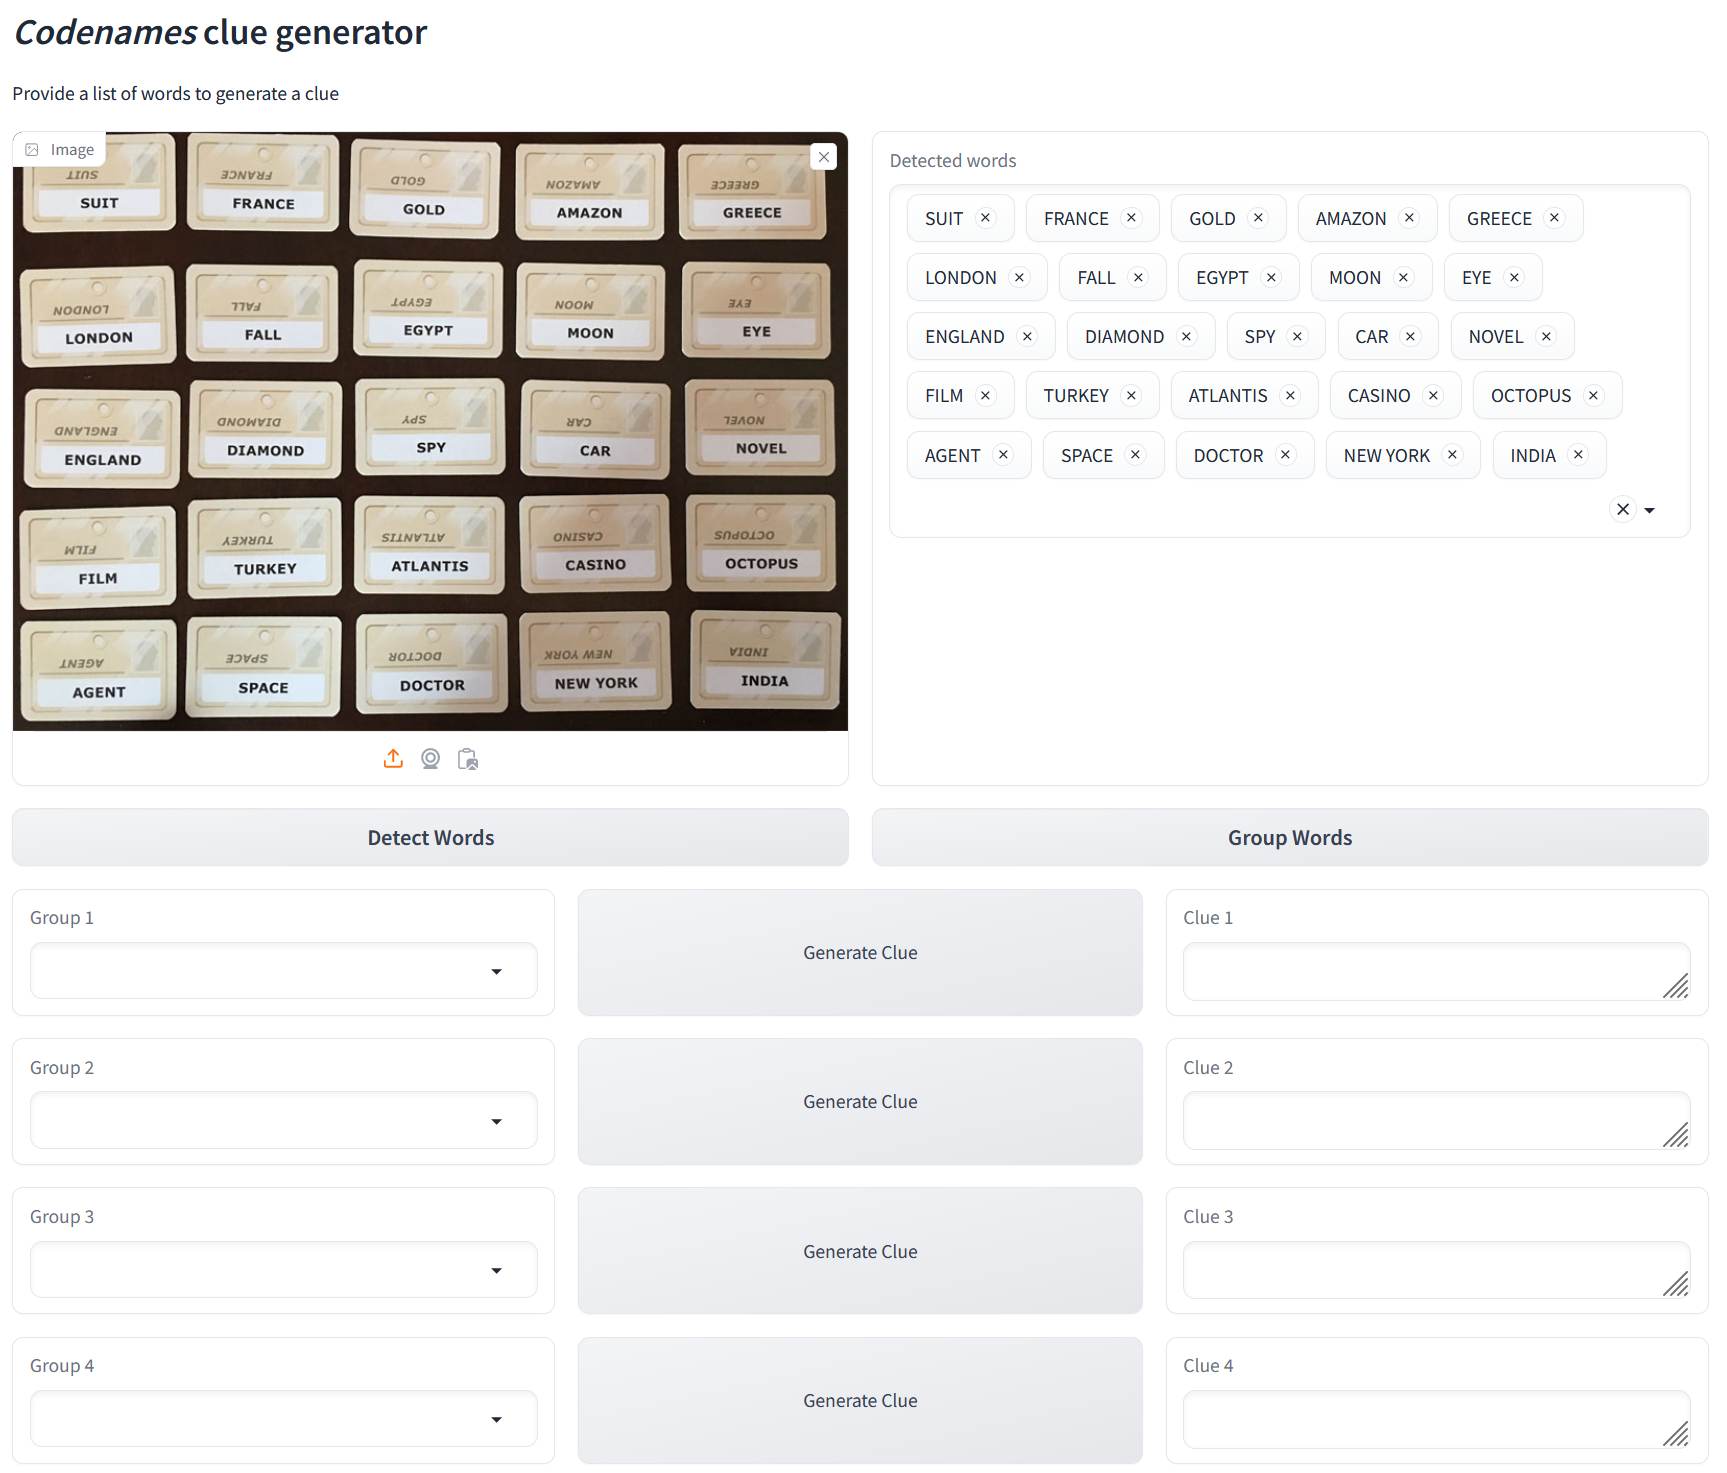 Codenames clue generator
Provide a list of words to generate a clue
Image
SUIT FRANCE GOLD AMAZON GREECE
SUIT FRANCE GOLD AMAZON GREECE
LONDON FALL EGYPT MOON EYE
LONDON FALL EGYPT MOON EYE
ENGLAND DIAMOND SPY CAR NOVEL
ENGLAND DIAMOND SPY CAR NOVEL
FILM TURKEY ATLANTIS CASINO OCTOPUS
FILM TURKEY ATLANTIS CASINO OCTOPUS
AGENT SPACE DOCTOR NEW YORK INDIA
AGENT SPACE DOCTOR NEW YORK INDIA
Detected words
SUIT FRANCE GOLD AMAZON GREECE
LONDON FALL EGYPT MOON EYE
ENGLAND DIAMOND SPY CAR NOVEL
FILM TURKEY ATLANTIS CASINO OCTOPUS
AGENT SPACE DOCTOR NEW YORK INDIA
Detect Words
Group Words
Group 1
Generate Clue
Clue 1
Group 2
Generate Clue
Clue 2
Group 3
Generate Clue
Clue 3
Group 4
Generate Clue
Clue 4